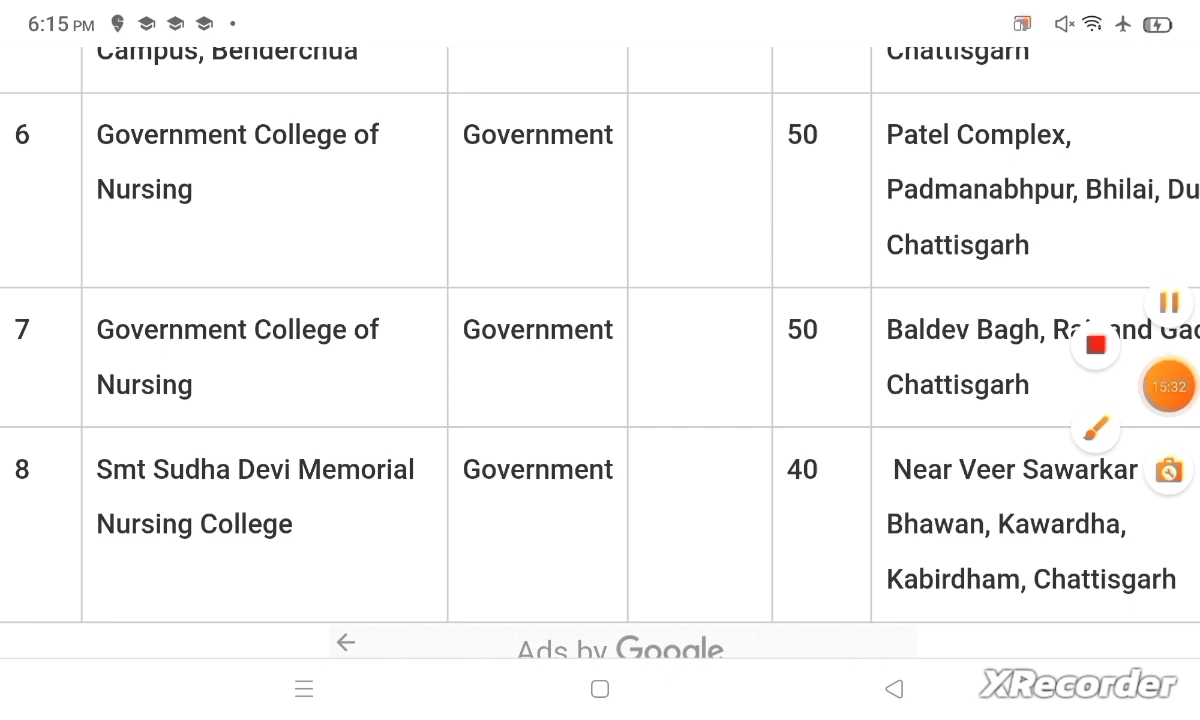 6:15 PM
Campus, Benderchua
Chattisgarh
6
Government College of
Nursing
Government
50
Patel Complex,
Padmanabhpur, Bhilai, Du
Chattisgarh
7
Government College of
Nursing
Government
50
Baldev Bagh,
Chattisgarh
15:32
8
Smt Sudha Devi Memorial
Nursing College
Government
40
Near Veer Sawarkar
Bhawan, Kawardha,
Kabirdham, Chattisgarh
Ads by Google
XRecorder